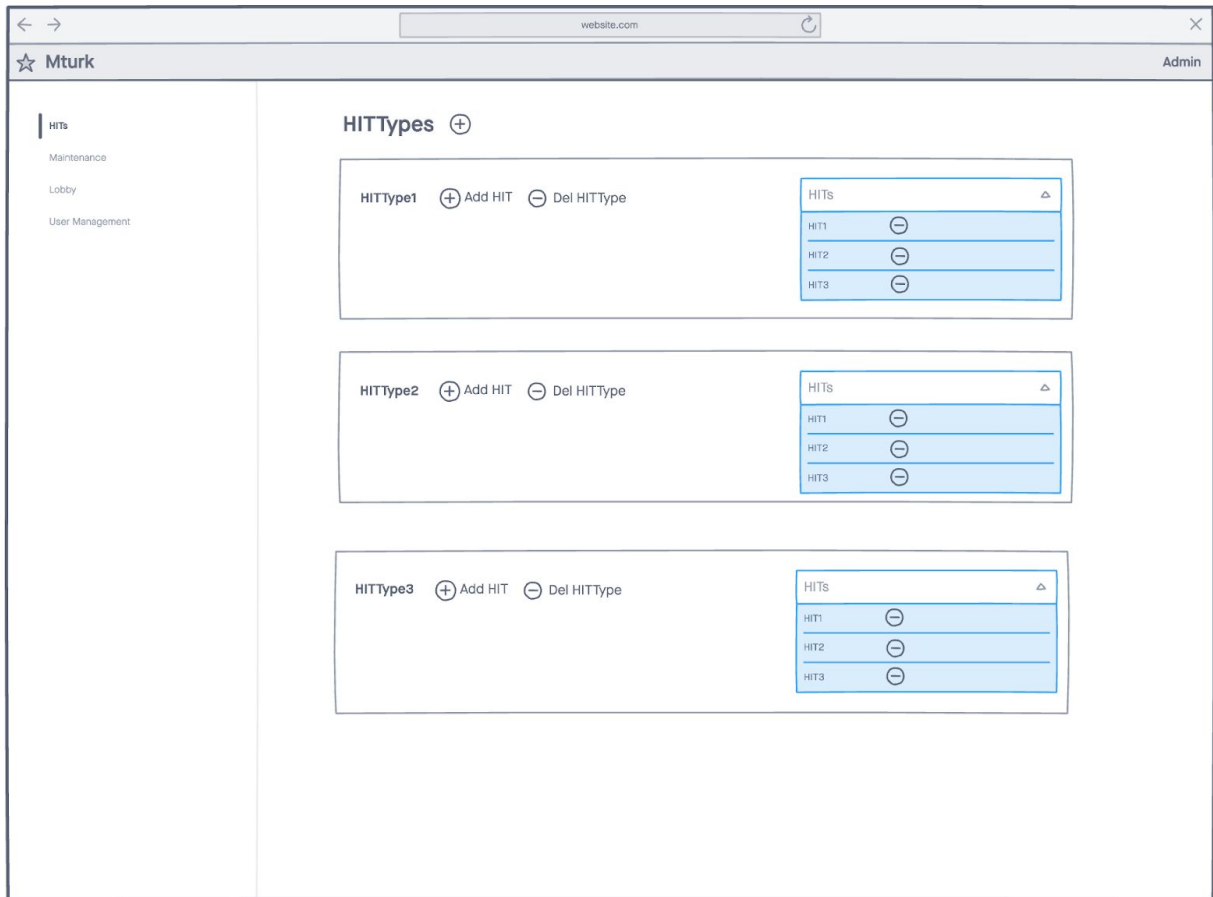 website.com
Mturk
Admin
HITs
Maintenance
Lobby
User Management
HITTypes
HITType1 Add HIT Del HITType
HITs
HIT1
HIT2
HIT3
HITType2 Add HIT Del HITType
HITs
HIT1
HIT2
HIT3
HITType3 Add HIT Del HITType
HITs
HIT1
HIT2
HIT3